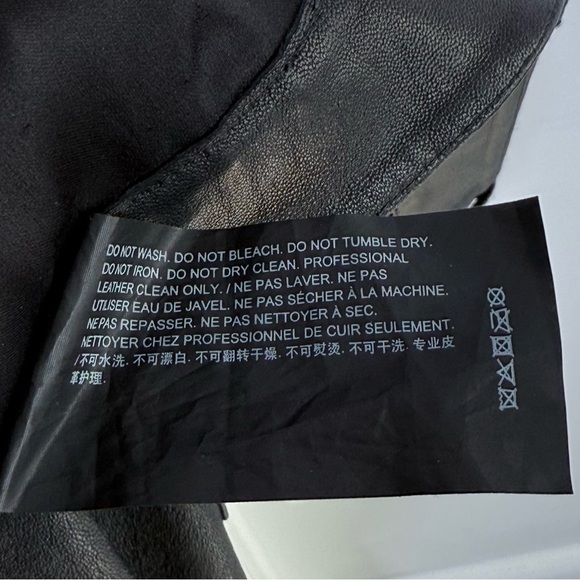 DO NOT WASH. DO NOT BLEACH. DO NOT TUMBLE DRY.
DO NOT IRON. DO NOT DRY CLEAN. PROFESSIONAL
LEATHER CLEAN ONLY. / NE PAS LAVER. NE PAS
UTILISER EAU DE JAVEL. NE PAS SÉCHER À LA MACHINE.
NE PAS REPASSER. NE PAS NETTOYER À SEC.
NETTOYER CHEZ PROFESSIONNEL DE CUIR SEULEMENT.
/不可水洗. 不可漂白. 不可翻转干燥. 不可熨烫. 不可干洗. 专业皮
革护理.